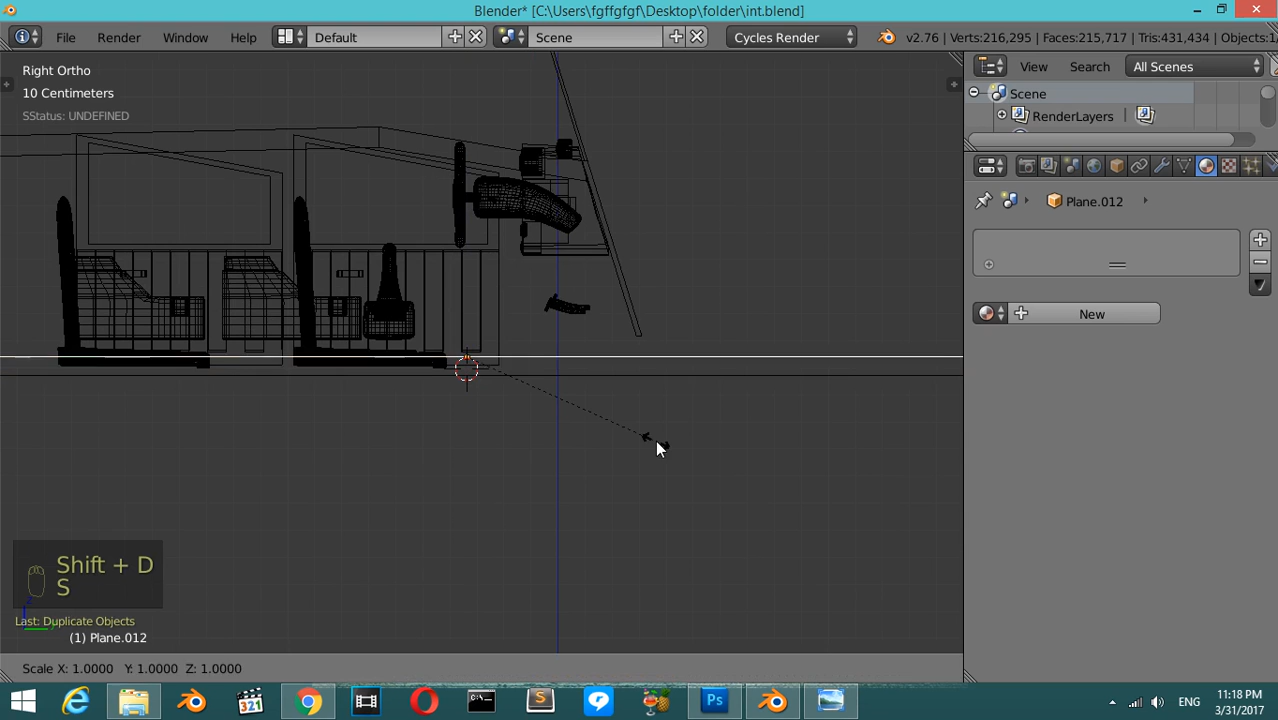 Blender* [C:\Users\fgffgfgf\Desktop\folder\int.blend]
File Render Window Help Default Scene Cycles Render v2.76 | Verts:216,295 | Faces:215,717 | Tris:431,434 | Objects:1
View Search All Scenes
Right Ortho
10 Centimeters
SStatus: UNDEFINED
Scene
RenderLayers
Plane.012
New
Shift + D
S
Last: Duplicate Objects
(1) Plane.012
Scale X: 1.0000 Y: 1.0000 Z: 1.0000
321
Ps
ENG
11:18 PM
3/31/2017